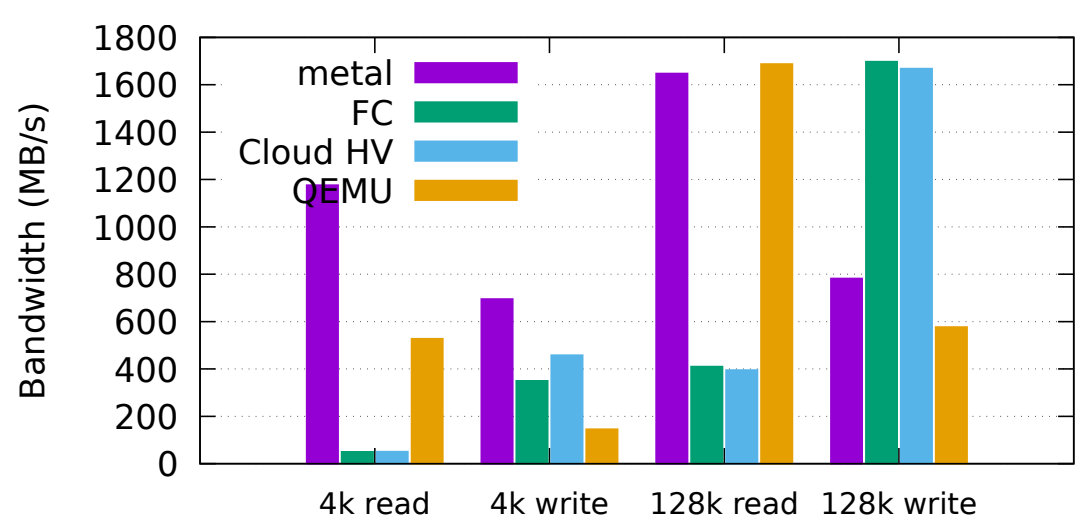 Bandwidth (MB/s)
1800
1600
1400
1200
1000
800
600
400
200
0
metal
FC
Cloud HV
QEMU
4k read 4k write 128k read 128k write